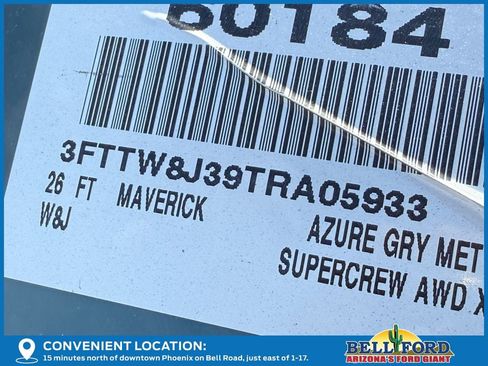 60184
3FTTW8J39TRA05933
26 FT MAVERICK AZURE GRY MET
W8J SUPERCREW AWD X
CONVENIENT LOCATION:
15 minutes north of downtown Phoenix on Bell Road, just east of 1-17.
BELL FORD
ARIZONA'S FORD GIANT